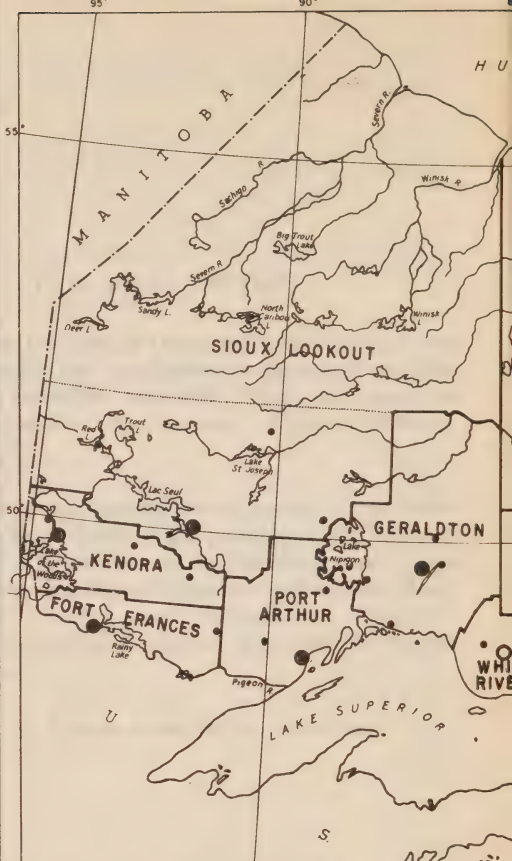 95°
90°
H U
MANITOBA
55°
Severn R.
Sachigo R
Winisk R
Big Trout
Lake
Severn R
Sandy L.
Deer L
North
Caribou
L
Winisk
L
SIOUX LOOKOUT
Red
L
Trout
L
Lake
St Joseph
Lac Seul
50°
GERALDTON
Lake
Nipigon
Lake
of the
Woods
KENORA
PORT
ARTHUR
FORT FRANCES
Rainy
Lake
Pigeon R
WHI
RIVE
LAKE SUPERIOR
U
S.